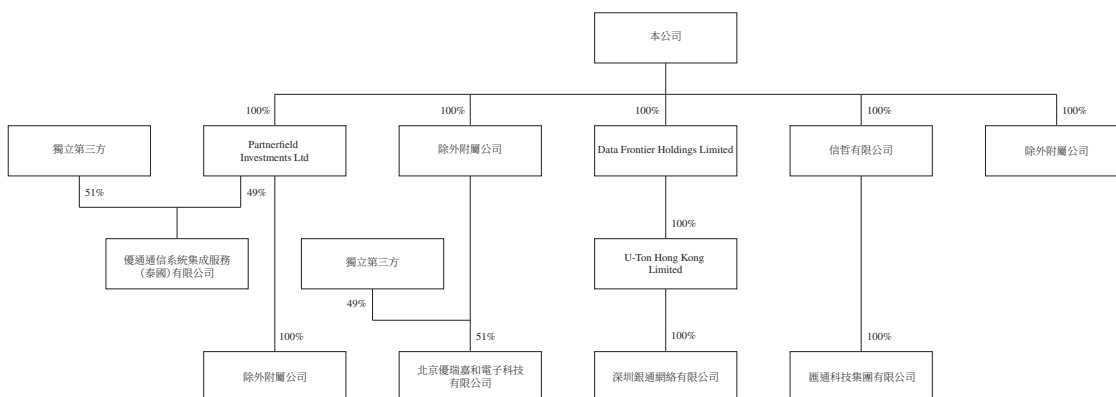 本公司
100%
100%
100%
100%
100%
獨立第三方
Partnerfield
Investments Ltd
除外附屬公司
Data Frontier Holdings Limited
信哲有限公司
除外附屬公司
51%
49%
100%
優通通信系統集成服務
(泰國)有限公司
獨立第三方
U-Ton Hong Kong
Limited
49%
100%
51%
100%
100%
除外附屬公司
北京優瑞嘉和電子科技
有限公司
深圳銀通網絡有限公司
匯通科技集團有限公司